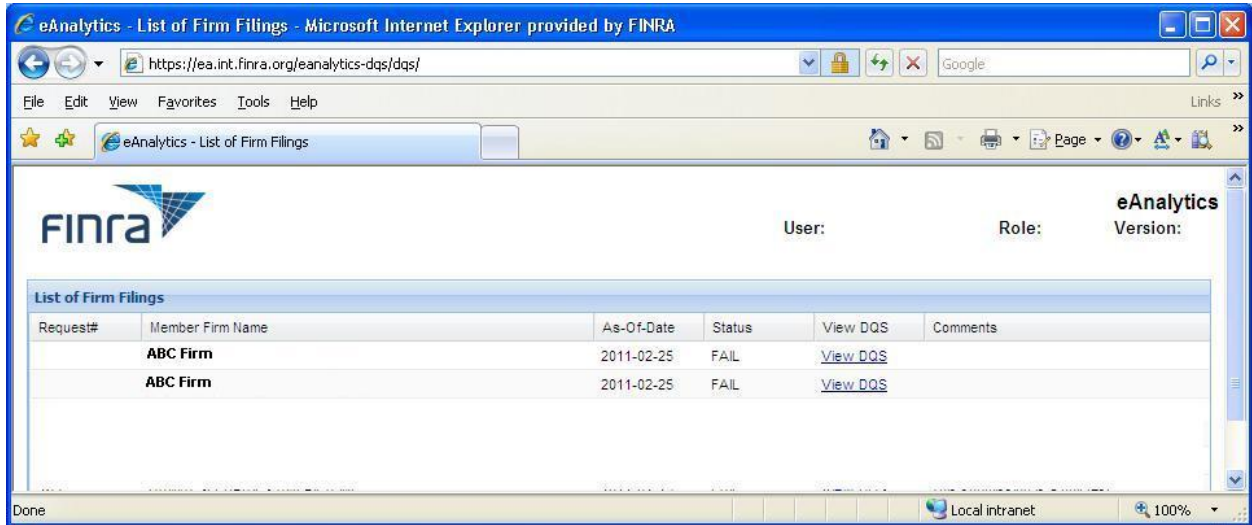 eAnalytics - List of Firm Filings - Microsoft Internet Explorer provided by FINRA
https://ea.int.finra.org/eanalytics-dqs/dqs/ Google
File Edit View Favorites Tools Help Links »
eAnalytics - List of Firm Filings Page »
eAnalytics
Finra User: Role: Version:
List of Firm Filings
Request# Member Firm Name As-Of-Date Status View DQS Comments
ABC Firm 2011-02-25 FAIL View DQS
ABC Firm 2011-02-25 FAIL View DQS
Done Local intranet 100%